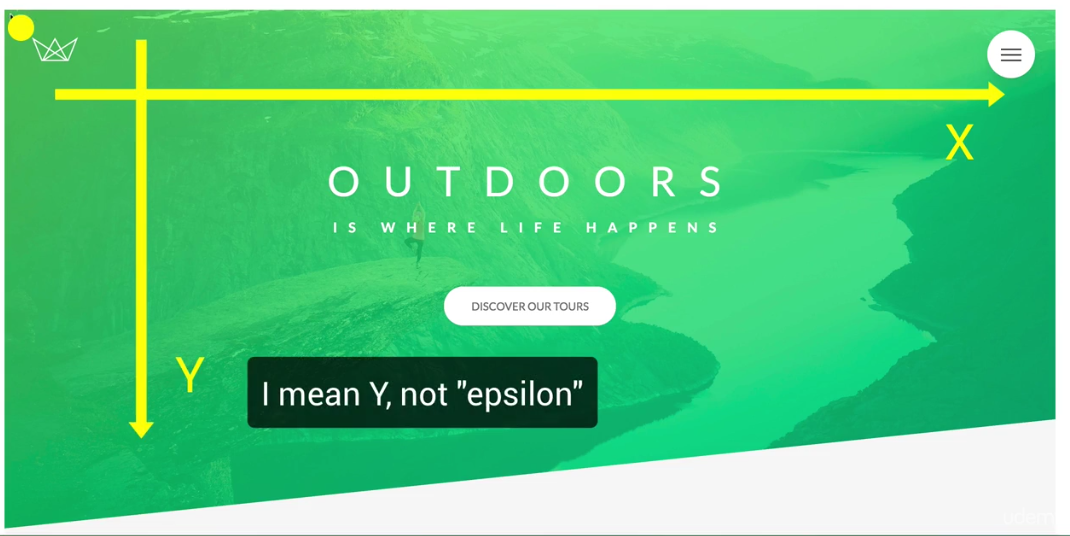 X
OUTDOORS
IS WHERE LIFE HAPPENS
DISCOVER OUR TOURS
Y
I mean Y, not "epsilon"